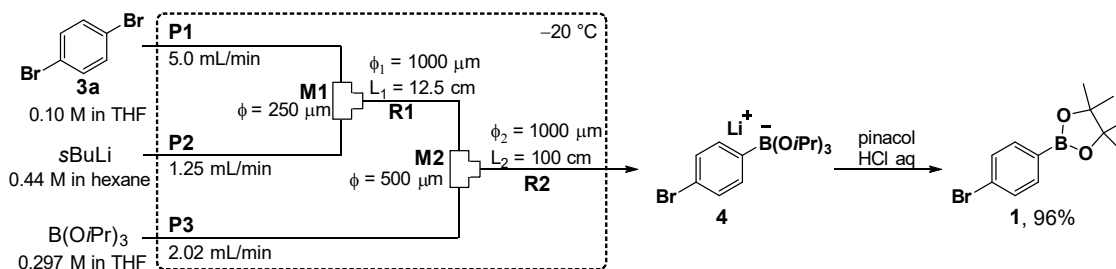 Br
Br
3a
0.10 M in THF
P1
5.0 mL/min
sBuLi
0.44 M in hexane
P2
1.25 mL/min
M1
ϕ = 250 μm
ϕ1 = 1000 μm
L1 = 12.5 cm
R1
−20 °C
M2
ϕ = 500 μm
ϕ2 = 1000 μm
L2 = 100 cm
R2
B(OiPr)3
0.297 M in THF
P3
2.02 mL/min
Li+
−
B(OiPr)3
Br
4
pinacol
HCl aq
O
B
O
Br
1, 96%